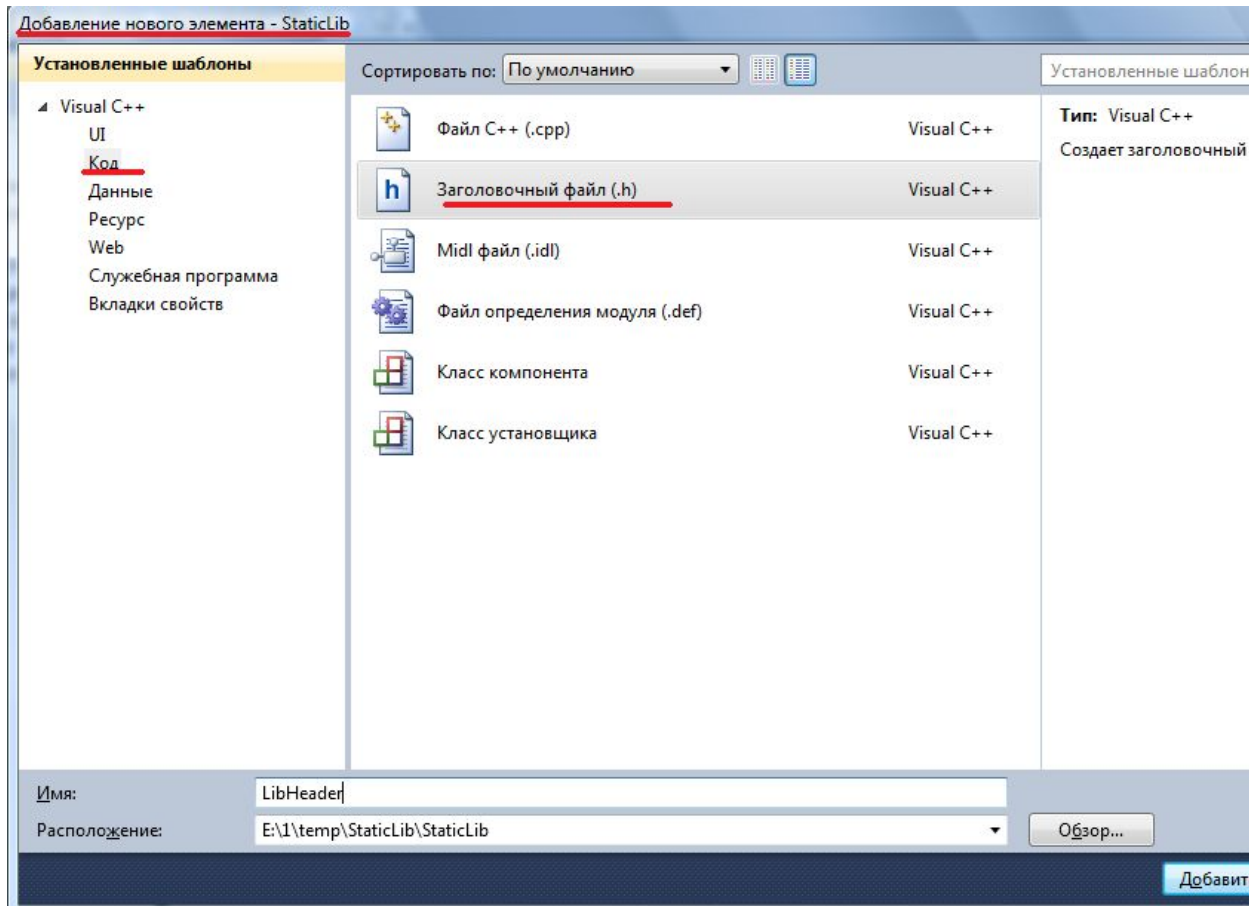 Добавление нового элемента - StaticLib
Установленные шаблоны
Visual C++
UI
Код
Данные
Ресурс
Web
Служебная программа
Вкладки свойств
Сортировать по: По умолчанию
Файл C++ (.cpp) Visual C++
Заголовочный файл (.h) Visual C++
Midl файл (.idl) Visual C++
Файл определения модуля (.def) Visual C++
Класс компонента Visual C++
Класс установщика Visual C++
Установленные шаблон
Тип: Visual C++
Создает заголовочный
Имя: LibHeader
Расположение: E:\1\temp\StaticLib\StaticLib
Обзор...
Добавит